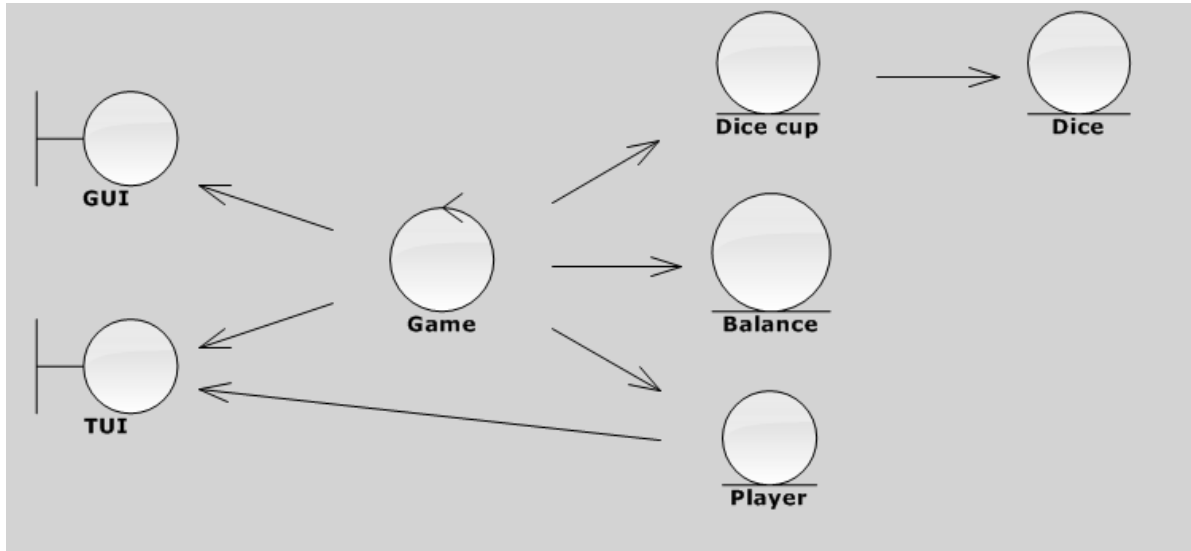 Dice cup
Dice
GUI
Game
Balance
TUI
Player